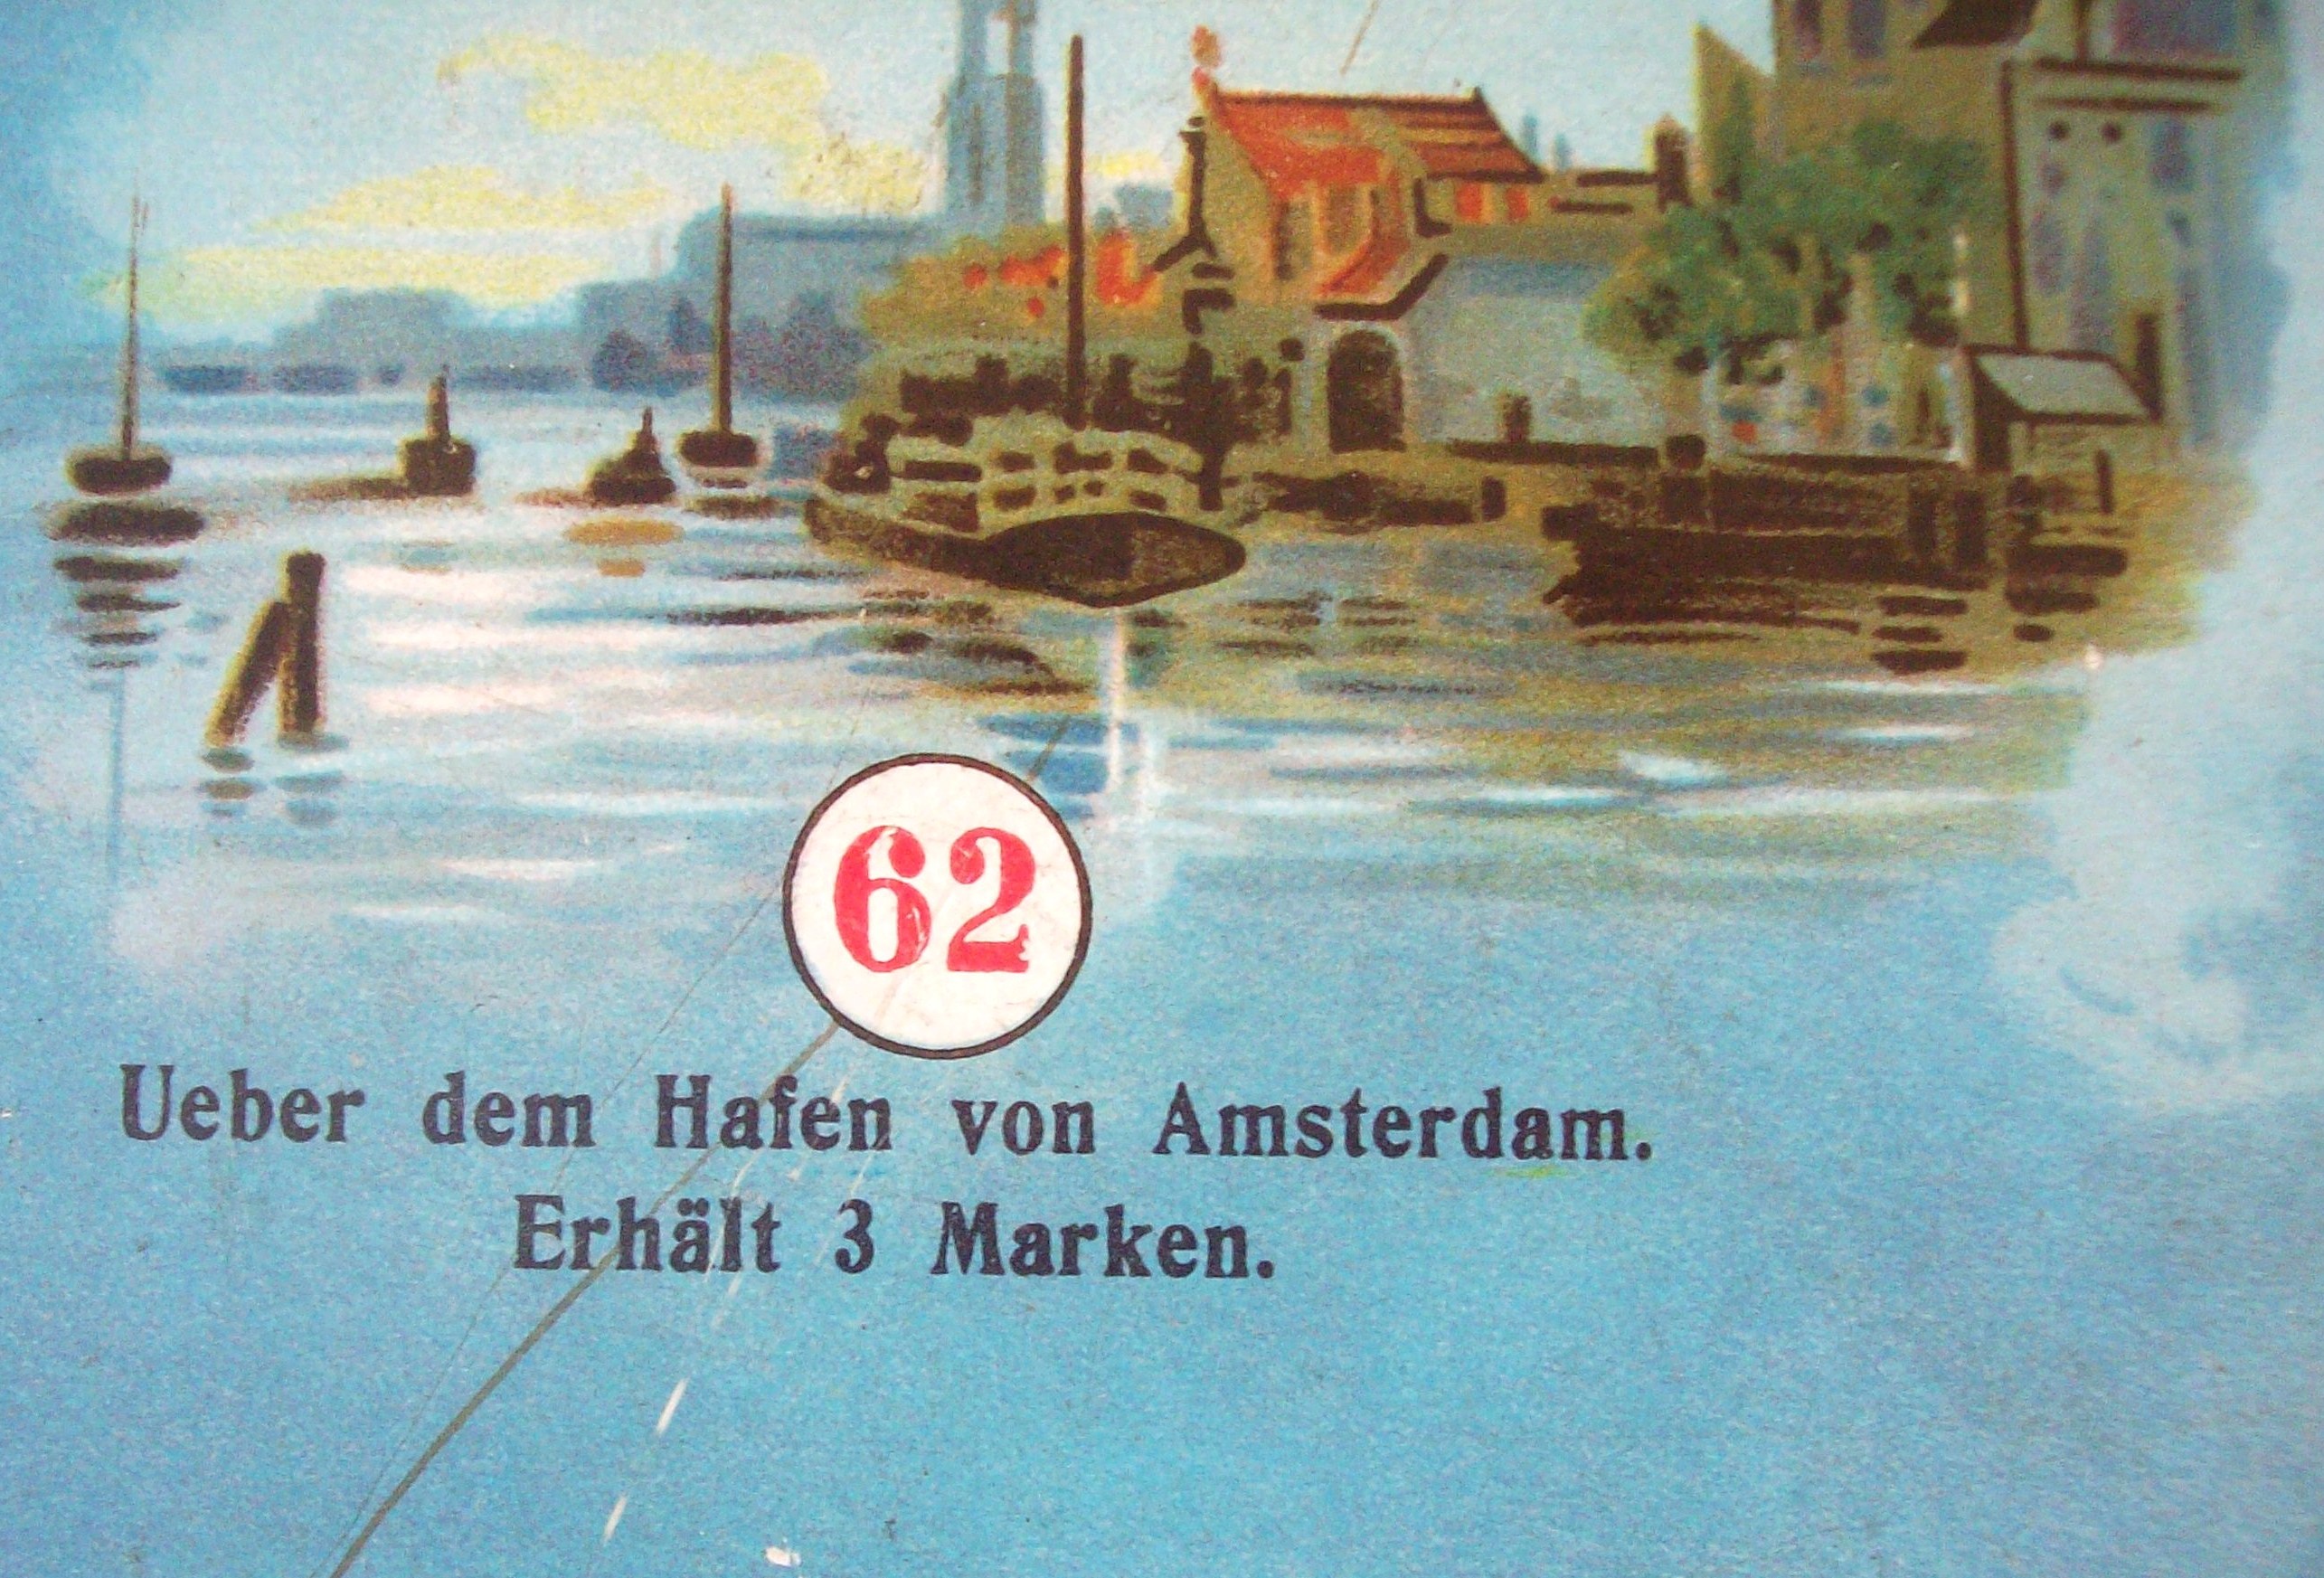 62
Ueber dem Hafen von Amsterdam.
Erhält 3 Marken.